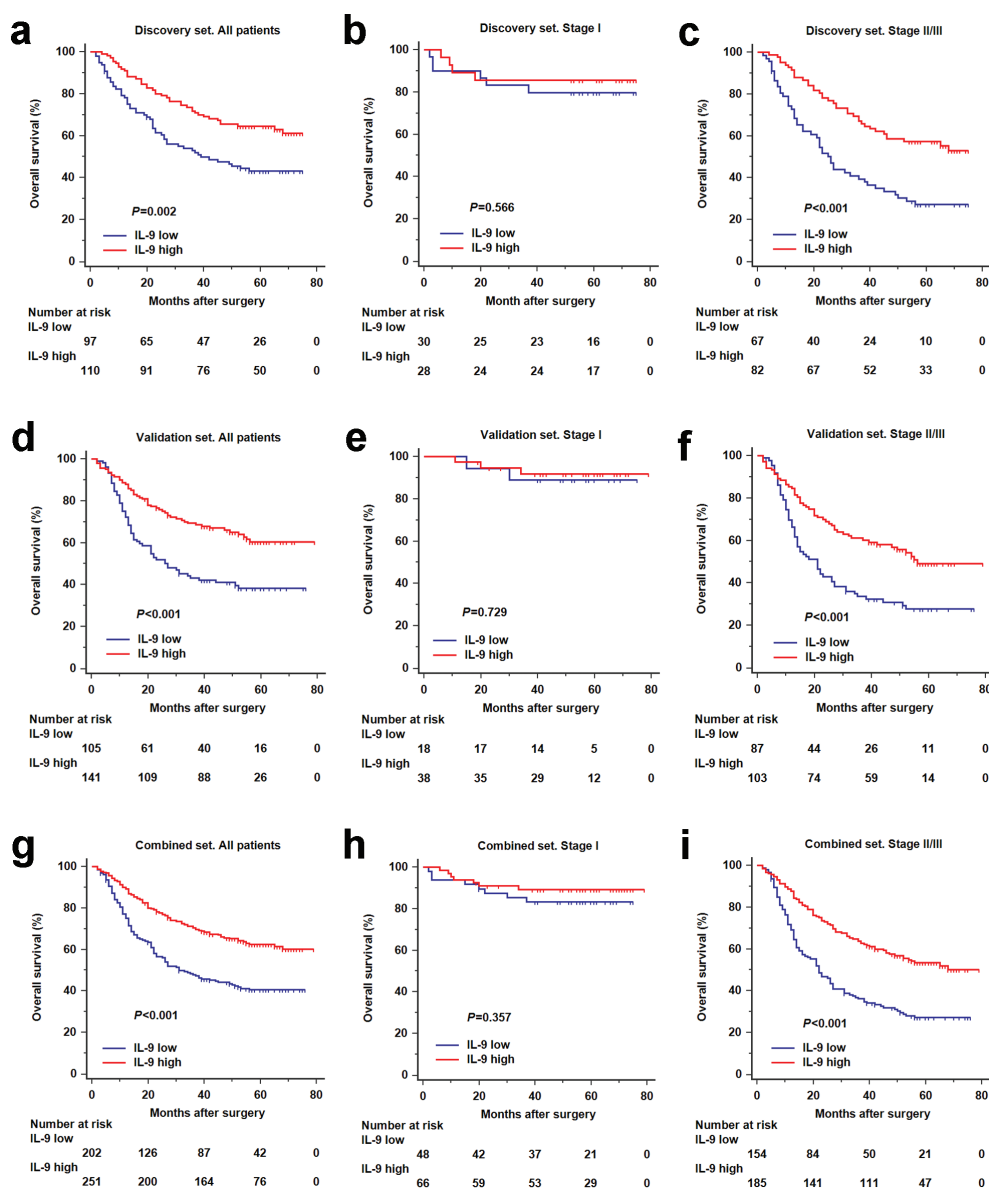 a
Discovery set. All patients
Overall survival (%)
100
80
60
40
20
0
P=0.002
IL-9 low
IL-9 high
0 20 40 60 80
Months after surgery
Number at risk
IL-9 low
97 65 47 26 0
IL-9 high
110 91 76 50 0
b
Discovery set. Stage I
Overall survival (%)
100
80
60
40
20
0
P=0.566
IL-9 low
IL-9 high
0 20 40 60 80
Months after surgery
30 25 23 16 0
28 24 24 17 0
c
Discovery set. Stage II/III
Overall survival (%)
100
80
60
40
20
0
P<0.001
IL-9 low
IL-9 high
0 20 40 60 80
Months after surgery
Number at risk
IL-9 low
67 40 24 10 0
IL-9 high
82 67 52 33 0
d
Validation set. All patients
Overall survival (%)
100
80
60
40
20
0
P<0.001
IL-9 low
IL-9 high
0 20 40 60 80
Months after surgery
Number at risk
IL-9 low
105 61 40 16 0
IL-9 high
141 109 88 26 0
e
Validation set. Stage I
Overall survival (%)
100
80
60
40
20
0
P=0.729
IL-9 low
IL-9 high
0 20 40 60 80
Months after surgery
Number at risk
IL-9 low
18 17 14 5 0
IL-9 high
38 35 29 12 0
f
Validation set. Stage II/III
Overall survival (%)
100
80
60
40
20
0
P<0.001
IL-9 low
IL-9 high
0 20 40 60 80
Months after surgery
Number at risk
IL-9 low
87 44 26 11 0
IL-9 high
103 74 59 14 0
g
Combined set. All patients
Overall survival (%)
100
80
60
40
20
0
P<0.001
IL-9 low
IL-9 high
0 20 40 60 80
Months after surgery
Number at risk
IL-9 low
202 126 87 42 0
IL-9 high
251 200 164 76 0
h
Combined set. Stage I
Overall survival (%)
100
80
60
40
20
0
P=0.357
IL-9 low
IL-9 high
0 20 40 60 80
Months after surgery
Number at risk
IL-9 low
48 42 37 21 0
IL-9 high
66 59 53 29 0
i
Combined set. Stage II/III
Overall survival (%)
100
80
60
40
20
0
P<0.001
IL-9 low
IL-9 high
0 20 40 60 80
Months after surgery
Number at risk
IL-9 low
154 84 50 21 0
IL-9 high
185 141 111 47 0